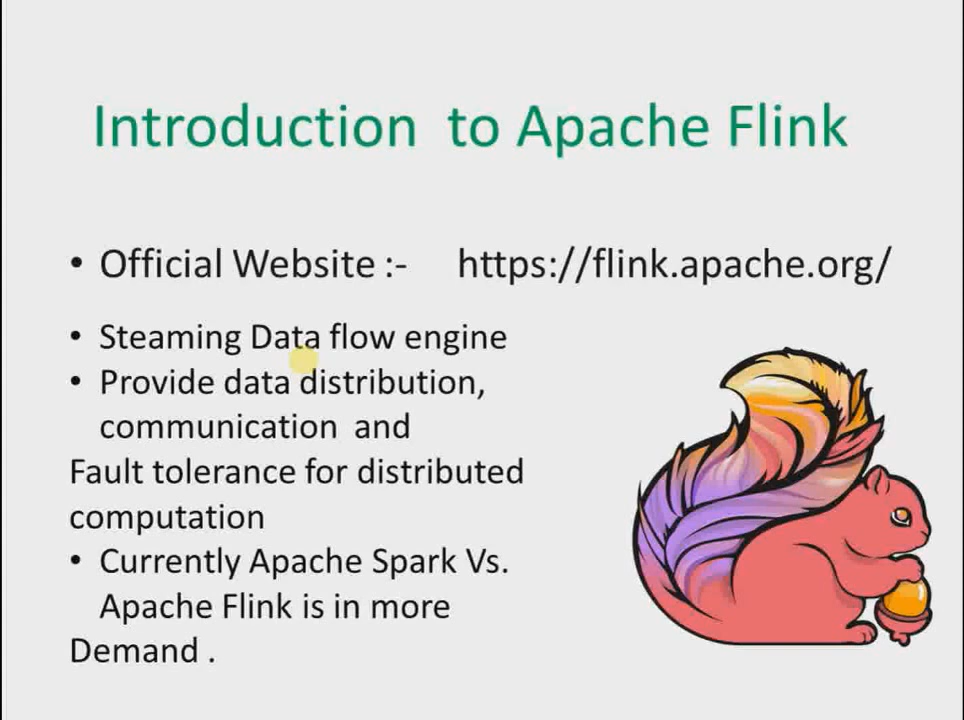 Introduction to Apache Flink
• Official Website :- https://flink.apache.org/
• Steaming Data flow engine
• Provide data distribution,
communication and
Fault tolerance for distributed
computation
• Currently Apache Spark Vs.
Apache Flink is in more
Demand .